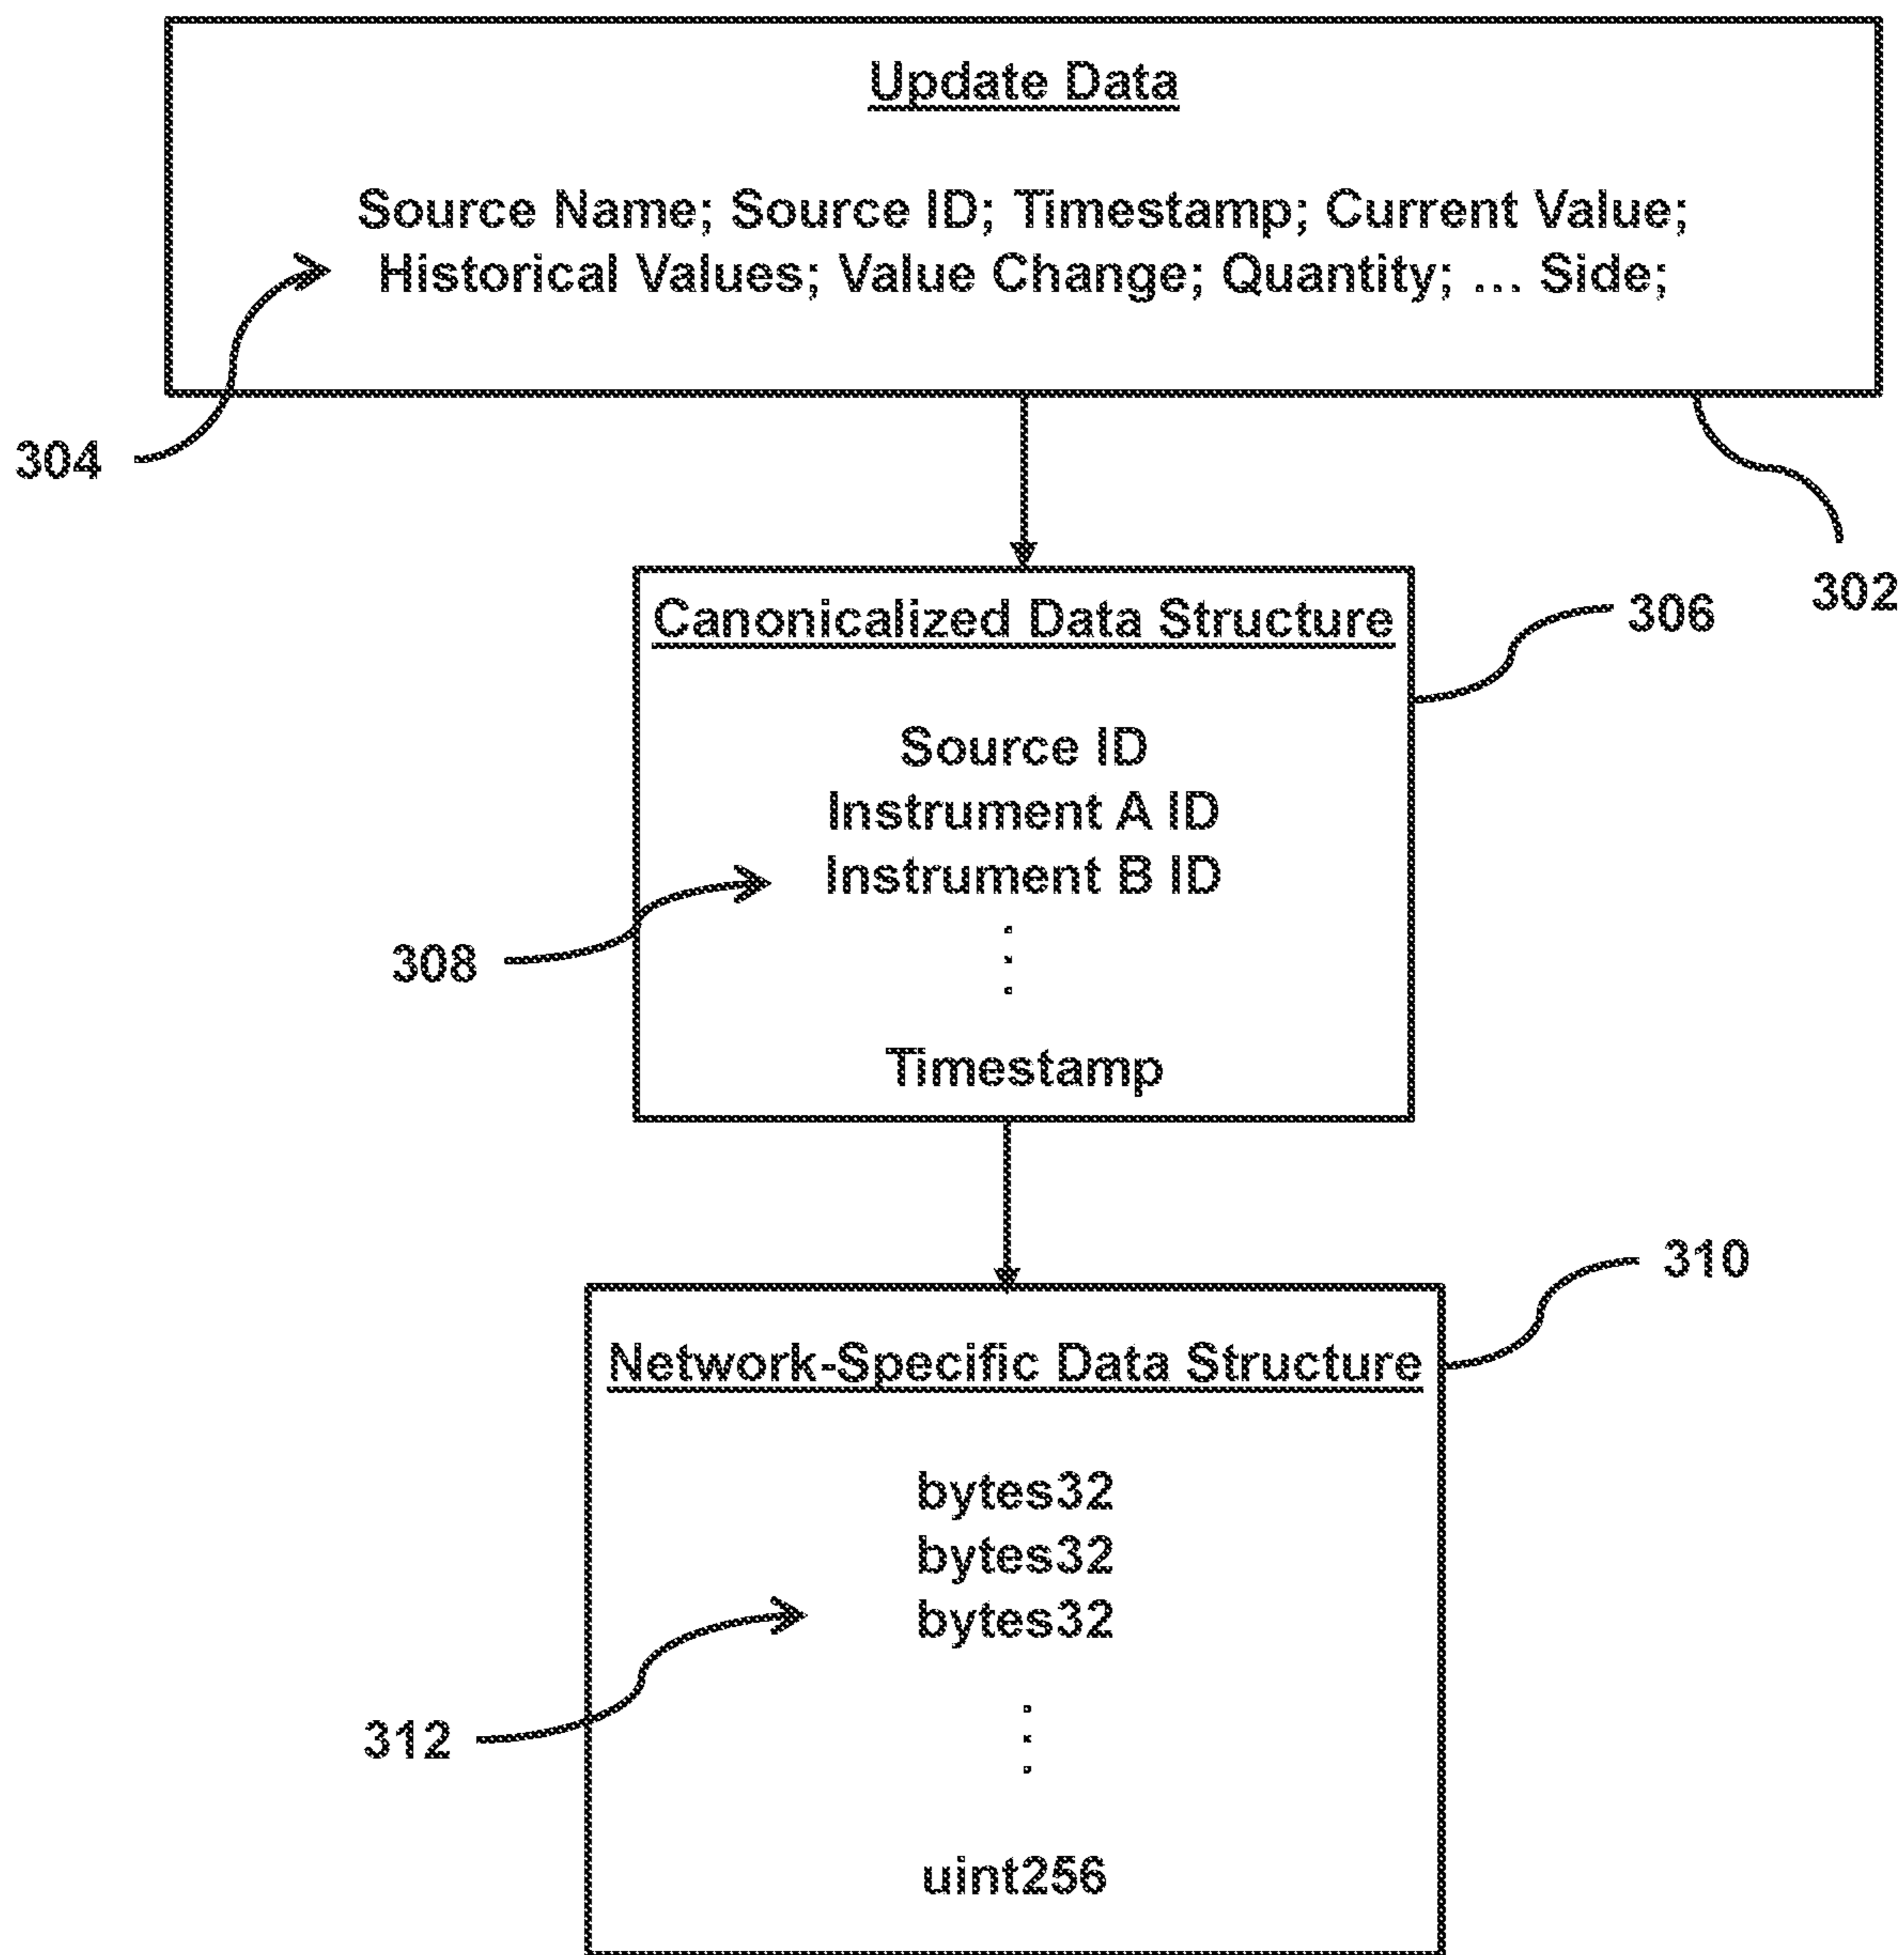 Update Data
Source Name; Source ID; Timestamp; Current Value;
Historical Values; Value Change; Quantity; ... Side;
304
302
Canonicalized Data Structure
306
Source ID
Instrument A ID
Instrument B ID
308
Timestamp
310
Network-Specific Data Structure
bytes32
bytes32
bytes32
312
uint256